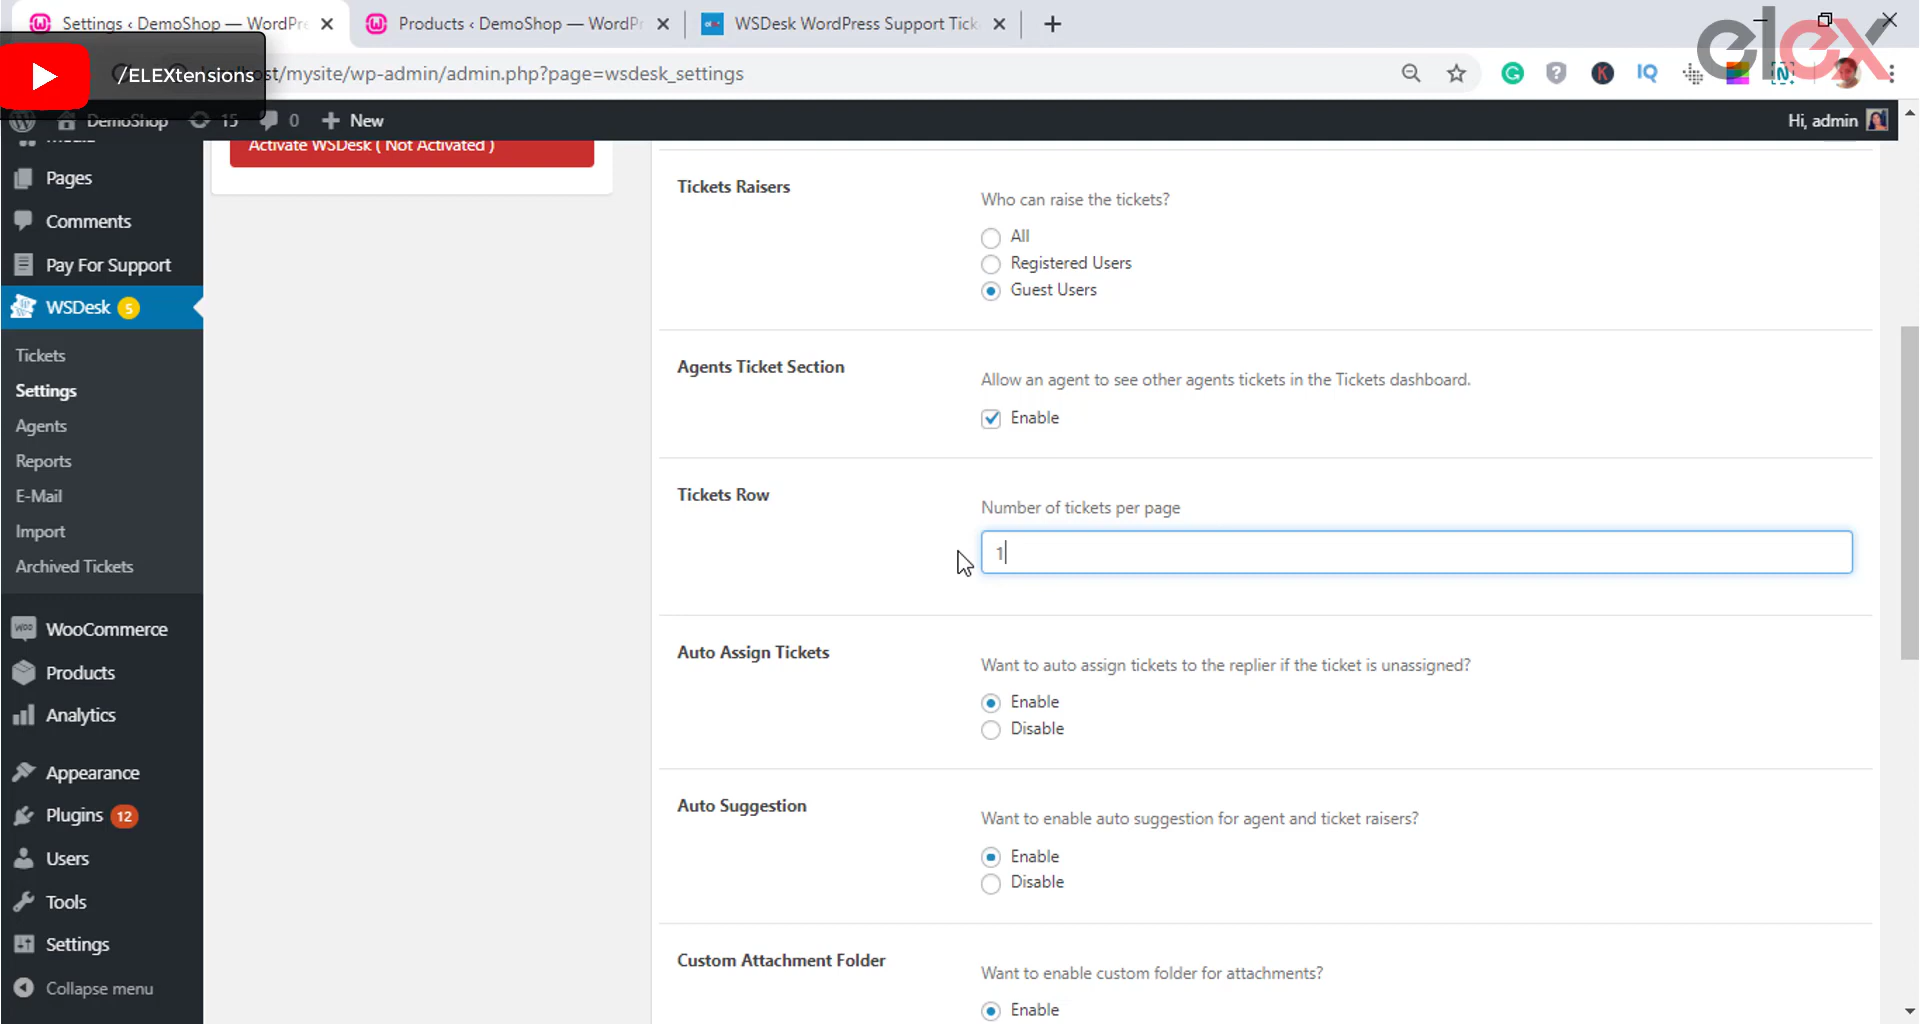 Settings ‹ DemoShop — WordPre
Products ‹ DemoShop — WordPr
WSDesk WordPress Support Tick
elex
/ELEXtensions
host/mysite/wp-admin/admin.php?page=wsdesk_settings
IQ
DemoShop
15
0
New
Hi, admin
Media
Pages
Comments
Pay For Support
WSDesk 5
Tickets
Settings
Agents
Reports
E-Mail
Import
Archived Tickets
WooCommerce
Products
Analytics
Appearance
Plugins 12
Users
Tools
Settings
Collapse menu
Activate WSDesk ( Not Activated )
Tickets Raisers
Who can raise the tickets?
All
Registered Users
Guest Users
Agents Ticket Section
Allow an agent to see other agents tickets in the Tickets dashboard.
Enable
Tickets Row
Number of tickets per page
1
Auto Assign Tickets
Want to auto assign tickets to the replier if the ticket is unassigned?
Enable
Disable
Auto Suggestion
Want to enable auto suggestion for agent and ticket raisers?
Enable
Disable
Custom Attachment Folder
Want to enable custom folder for attachments?
Enable